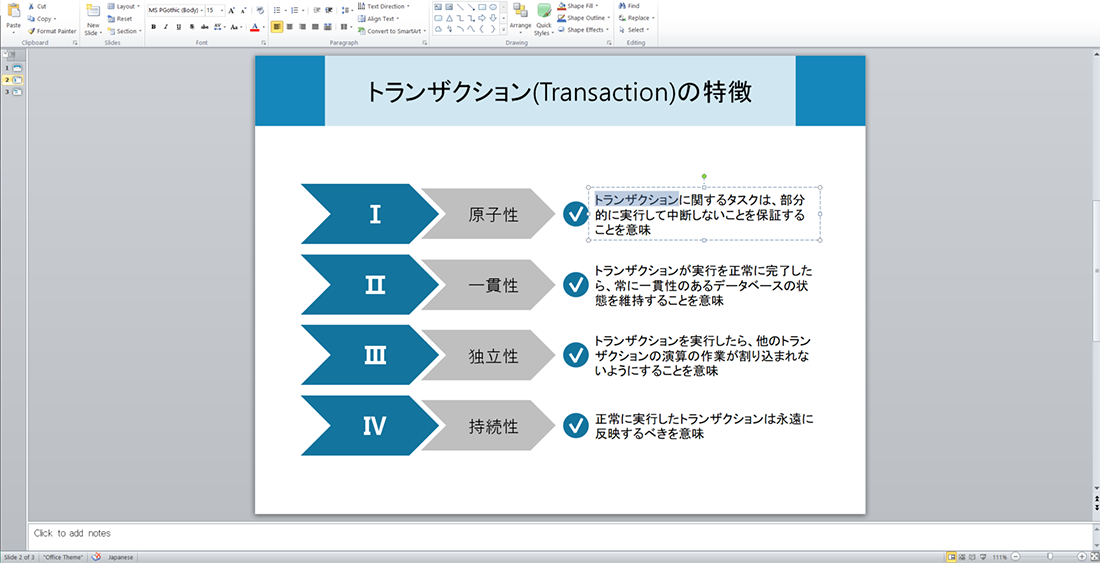 Cut
Copy
Format Painter
Paste
Clipboard
New
Slide
Layout
Reset
Section
Slides
MS PGothic (Body)
15
B I U S abc AV Aa A
Font
Text Direction
Align Text
Convert to SmartArt
Paragraph
Arrange
Quick
Styles
Shape Fill
Shape Outline
Shape Effects
Drawing
Find
Replace
Select
Editing
1
2
3
トランザクション(Transaction)の特徴
I
原子性
トランザクションに関するタスクは、部分
的に実行して中断しないことを保証する
ことを意味
II
一貫性
トランザクションが実行を正常に完了した
ら、常に一貫性のあるデータベースの状
態を維持することを意味
III
独立性
トランザクションを実行したら、他のトラン
ザクションの演算の作業が割り込まれな
いようにすることを意味
IV
持続性
正常に実行したトランザクションは永遠に
反映するべきを意味
Click to add notes
Slide 2 of 3
"Office Theme"
Japanese
111%